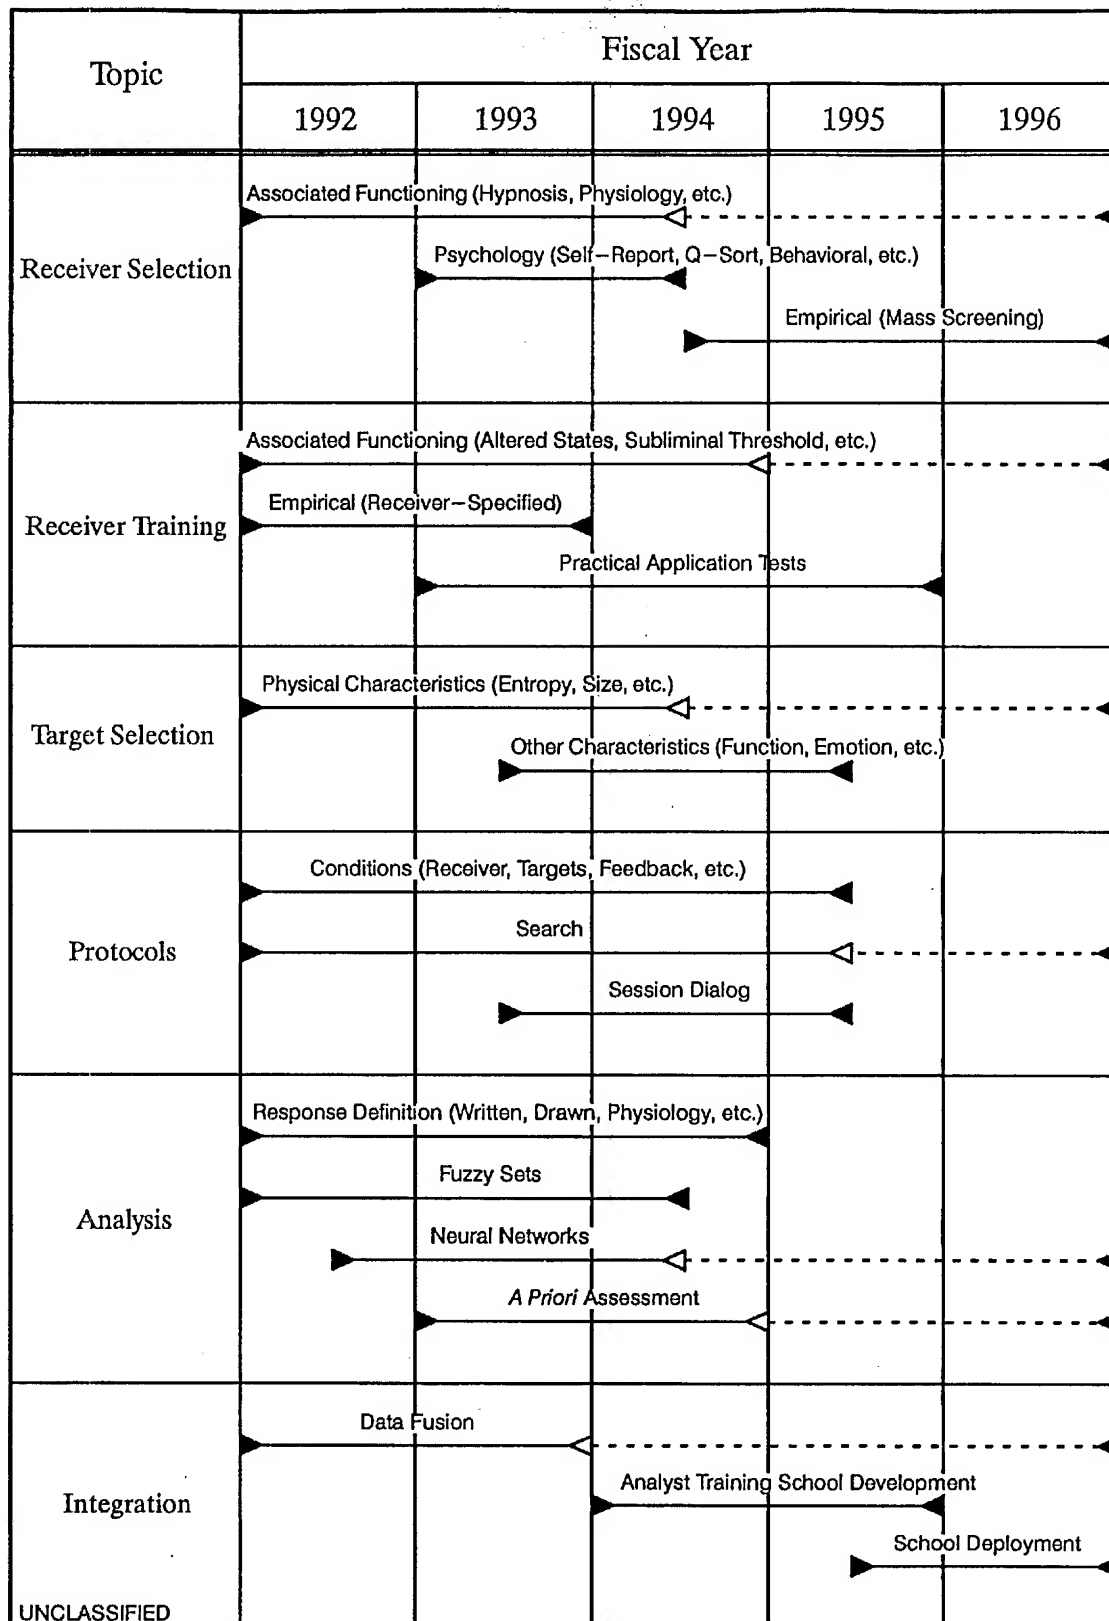 Topic
Fiscal Year
1992 1993 1994 1995 1996
Receiver Selection
Associated Functioning (Hypnosis, Physiology, etc.)
Psychology (Self-Report, Q-Sort, Behavioral, etc.)
Empirical (Mass Screening)
Receiver Training
Associated Functioning (Altered States, Subliminal Threshold, etc.)
Empirical (Receiver-Specified)
Practical Application Tests
Target Selection
Physical Characteristics (Entropy, Size, etc.)
Other Characteristics (Function, Emotion, etc.)
Protocols
Conditions (Receiver, Targets, Feedback, etc.)
Search
Session Dialog
Analysis
Response Definition (Written, Drawn, Physiology, etc.)
Fuzzy Sets
Neural Networks
A Priori Assessment
Integration
Data Fusion
Analyst Training School Development
School Deployment
UNCLASSIFIED